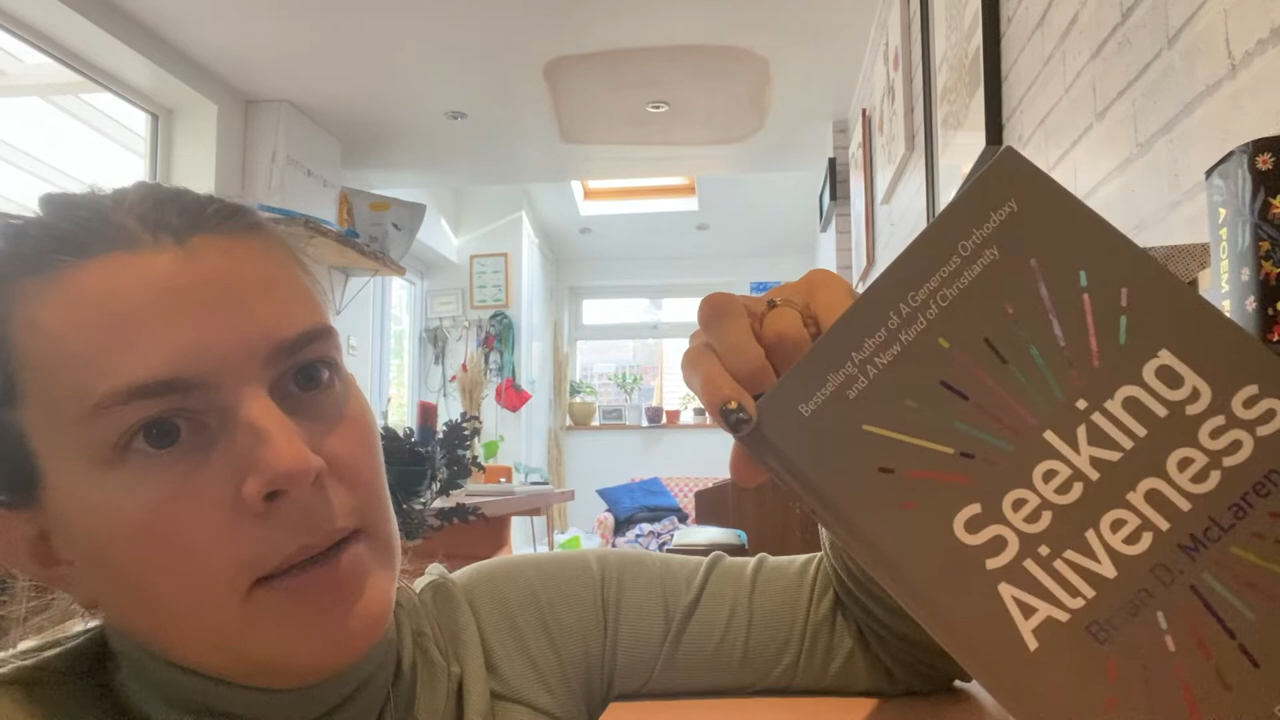 Bestselling Author of A Generous Orthodoxy
and A New Kind of Christianity
Seeking
Aliveness
Brian D. McLaren
A POEM F